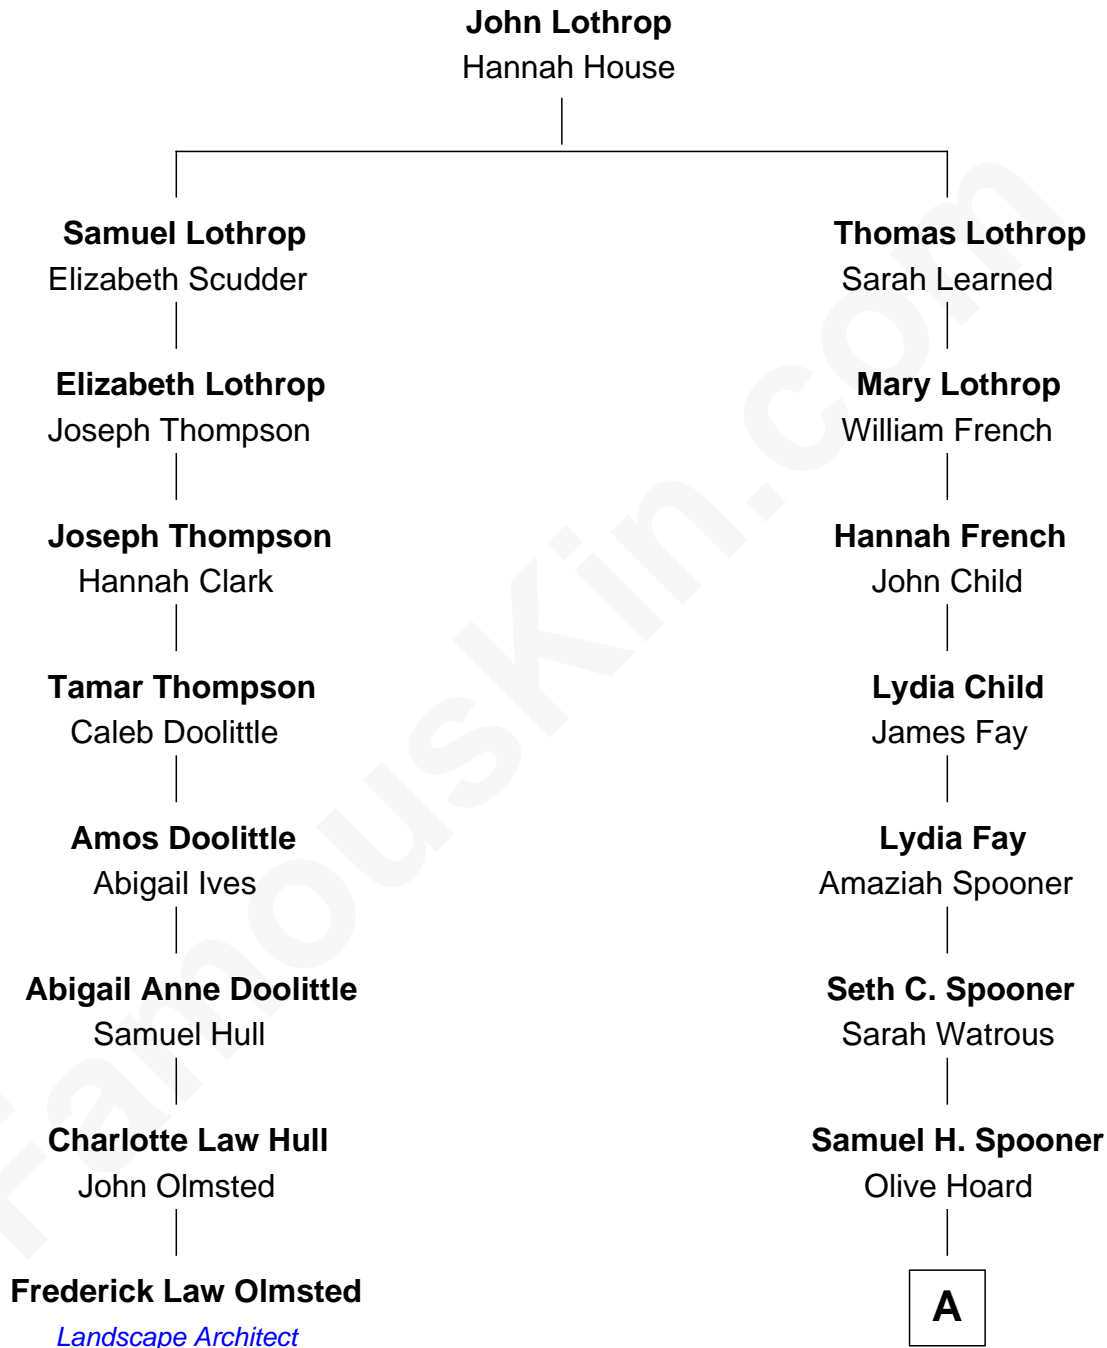 John Lothrop
Hannah House
Samuel Lothrop
Elizabeth Scudder
Thomas Lothrop
Sarah Learned
Elizabeth Lothrop
Joseph Thompson
Mary Lothrop
William French
Joseph Thompson
Hannah Clark
Hannah French
John Child
Tamar Thompson
Caleb Doolittle
Lydia Child
James Fay
Amos Doolittle
Abigail Ives
Lydia Fay
Amaziah Spooner
Abigail Anne Doolittle
Samuel Hull
Seth C. Spooner
Sarah Watrous
Charlotte Law Hull
John Olmsted
Samuel H. Spooner
Olive Hoard
Frederick Law Olmsted
Landscape Architect
A
FamousKin.com